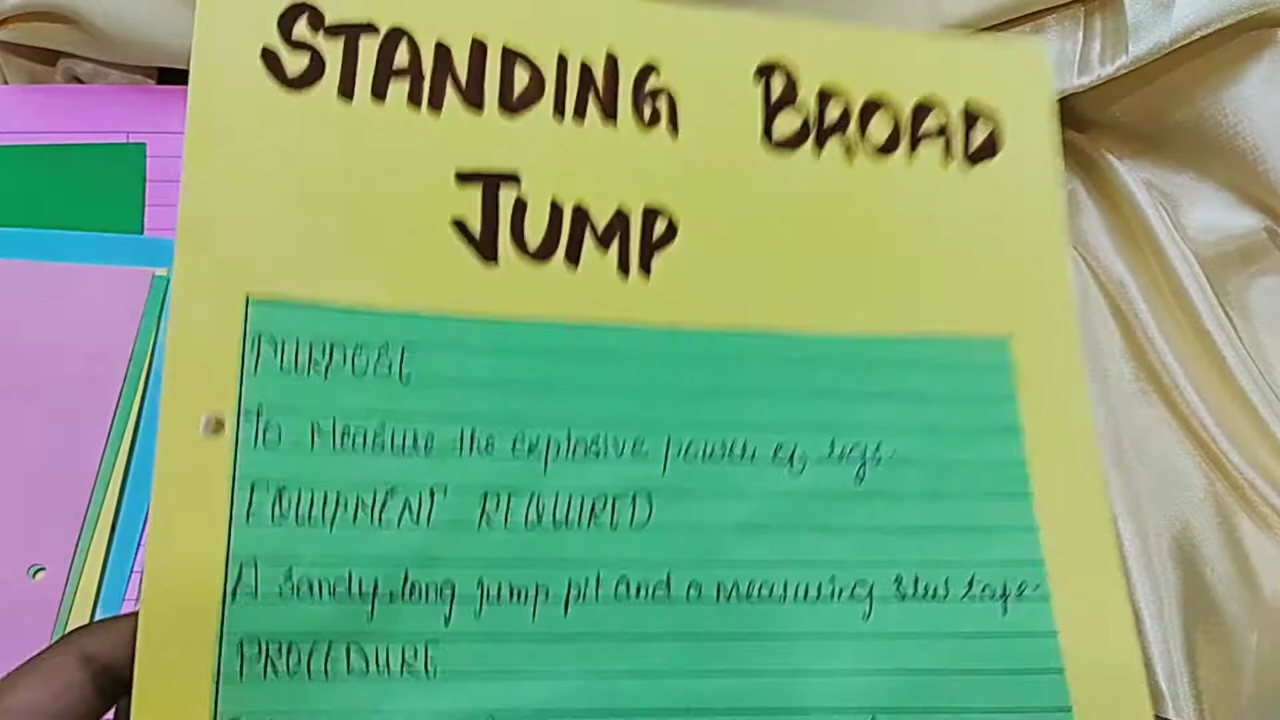 STANDING BROAD
JUMP
PURPOSE
To Measure the explosive power of legs.
EQUIPMENT REQUIRED
A sandy long jump pit and a measuring steel tape.
PROCEDURE